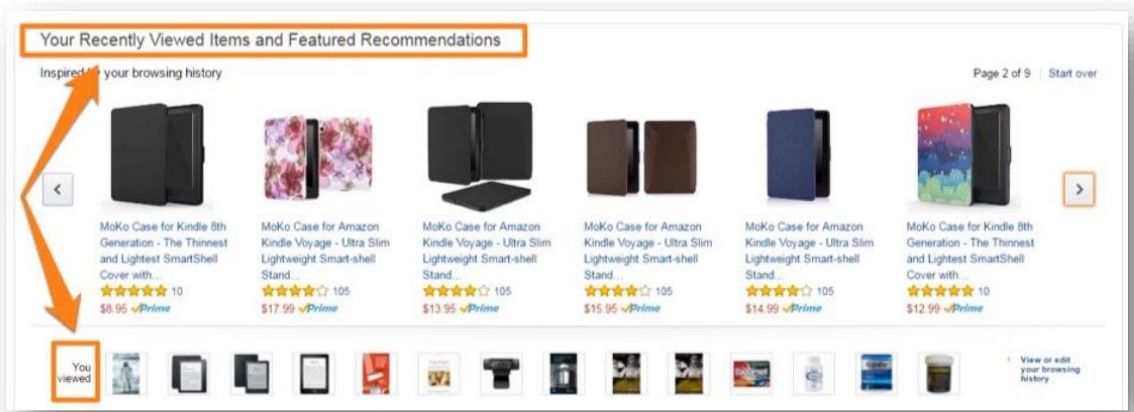 Your Recently Viewed Items and Featured Recommendations
Inspired by your browsing history
Page 2 of 9 | Start over
MoKo Case for Kindle 8th
Generation - The Thinnest
and Lightest SmartShell
Cover with...
10
$8.95 Prime
MoKo Case for Amazon
Kindle Voyage - Ultra Slim
Lightweight Smart-shell
Stand...
105
$17.99 Prime
MoKo Case for Amazon
Kindle Voyage - Ultra Slim
Lightweight Smart-shell
Stand...
105
$13.95 Prime
MoKo Case for Amazon
Kindle Voyage - Ultra Slim
Lightweight Smart-shell
Stand...
105
$15.95 Prime
MoKo Case for Amazon
Kindle Voyage - Ultra Slim
Lightweight Smart-shell
Stand...
105
$14.99 Prime
MoKo Case for Kindle 8th
Generation - The Thinnest
and Lightest SmartShell
Cover with...
10
$12.99 Prime
You
viewed
View or edit
your browsing
history